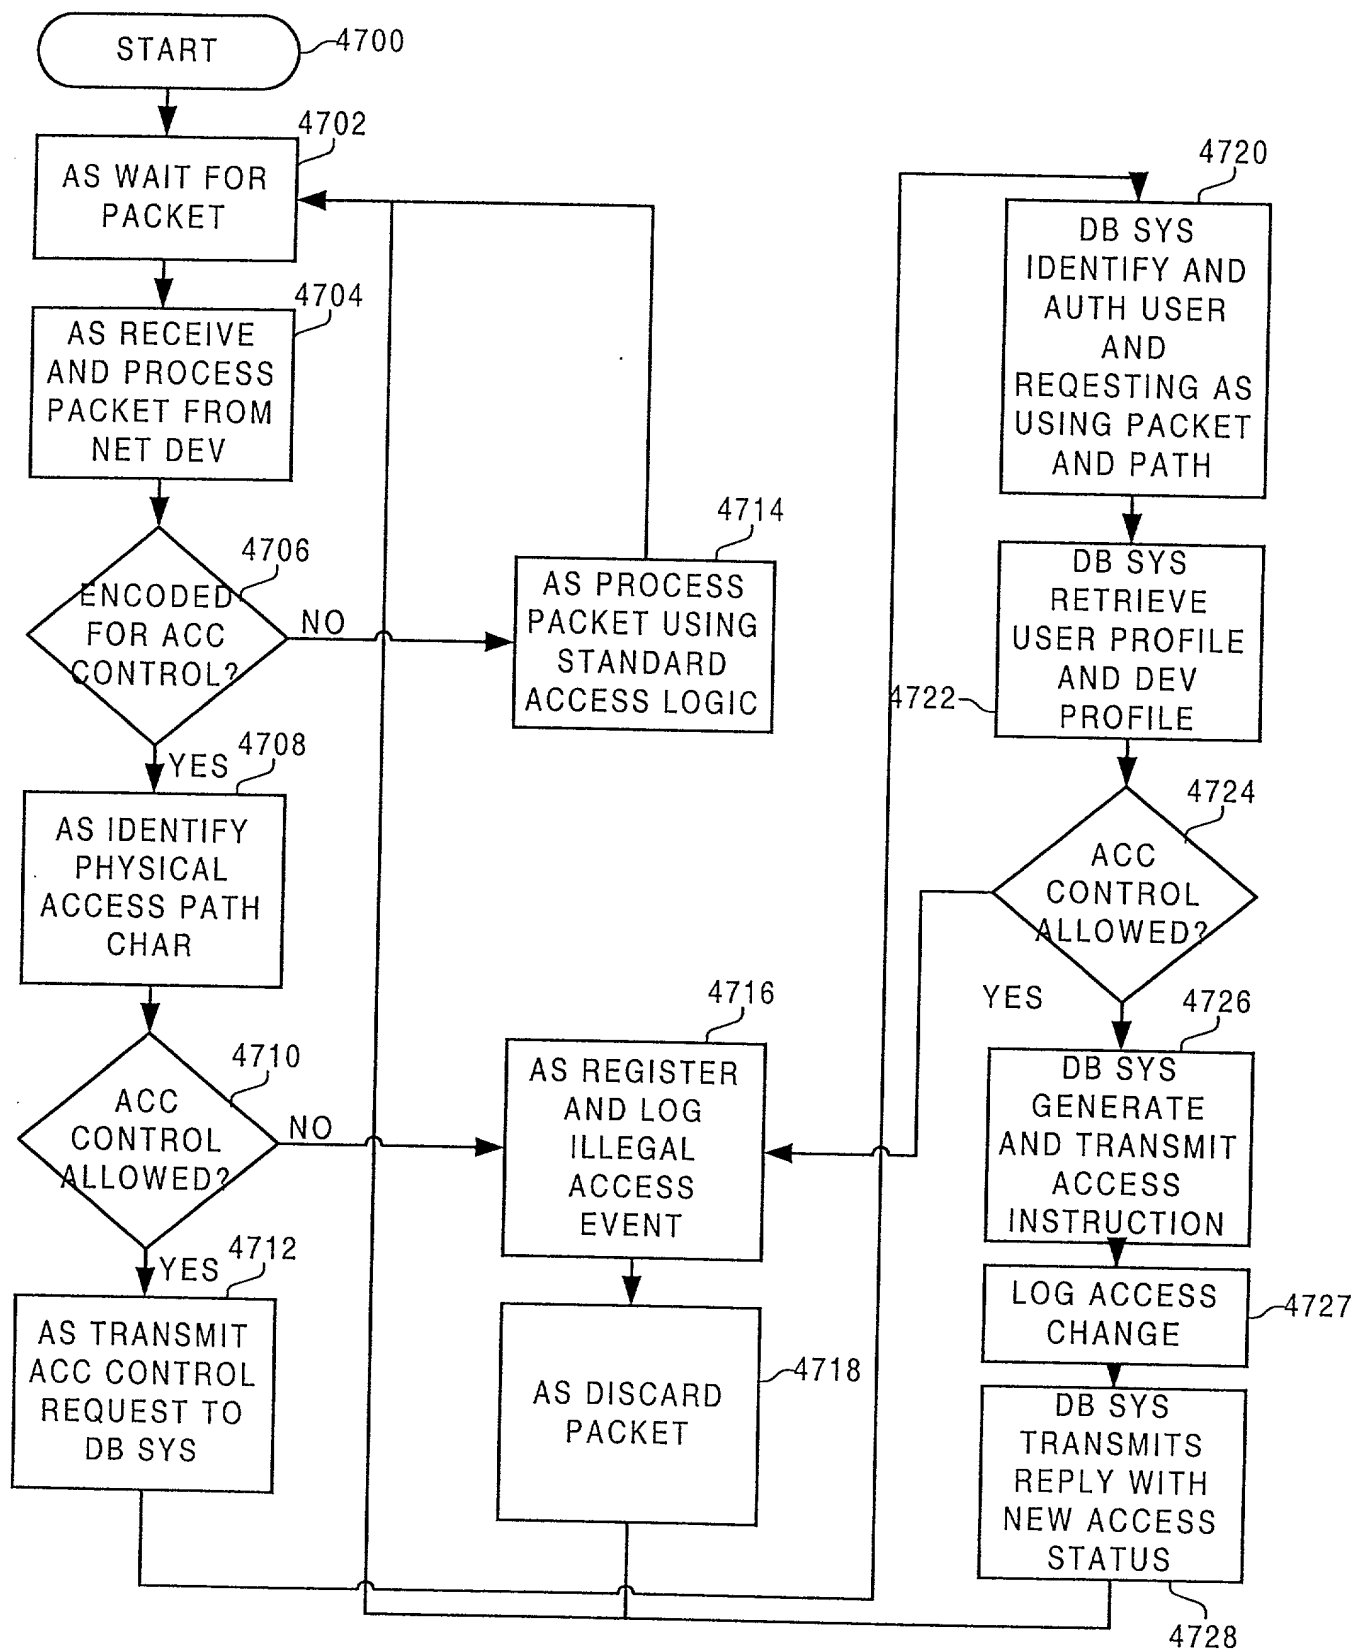 START
4700
4702
AS WAIT FOR
PACKET
4704
AS RECEIVE
AND PROCESS
PACKET FROM
NET DEV
4706
ENCODED
FOR ACC
CONTROL?
NO
YES
4714
AS PROCESS
PACKET USING
STANDARD
ACCESS LOGIC
4708
AS IDENTIFY
PHYSICAL
ACCESS PATH
CHAR
4710
ACC
CONTROL
ALLOWED?
NO
YES
4716
AS REGISTER
AND LOG
ILLEGAL
ACCESS
EVENT
4712
AS TRANSMIT
ACC CONTROL
REQUEST TO
DB SYS
4718
AS DISCARD
PACKET
4720
DB SYS
IDENTIFY AND
AUTH USER
AND
REQESTING AS
USING PACKET
AND PATH
4722
DB SYS
RETRIEVE
USER PROFILE
AND DEV
PROFILE
4724
ACC
CONTROL
ALLOWED?
YES
4726
DB SYS
GENERATE
AND TRANSMIT
ACCESS
INSTRUCTION
LOG ACCESS
CHANGE
4727
DB SYS
TRANSMITS
REPLY WITH
NEW ACCESS
STATUS
4728